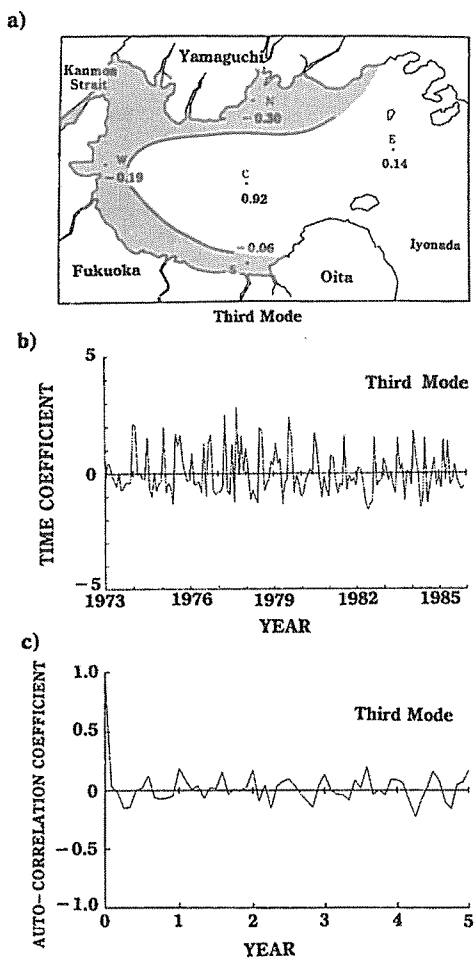 a)
Yamaguchi
Kanmon
Strait
N
-0.30
E
0.14
W
-0.19
C
0.92
-0.06
S
Iyonada
Fukuoka
Oita
Third Mode
b)
5
Third Mode
TIME COEFFICIENT
0
-5
1973 1976 1979 1982 1985
YEAR
c)
1.0
Third Mode
AUTO-CORRELATION COEFFICIENT
0.5
0
-0.5
-1.0
0 1 2 3 4 5
YEAR